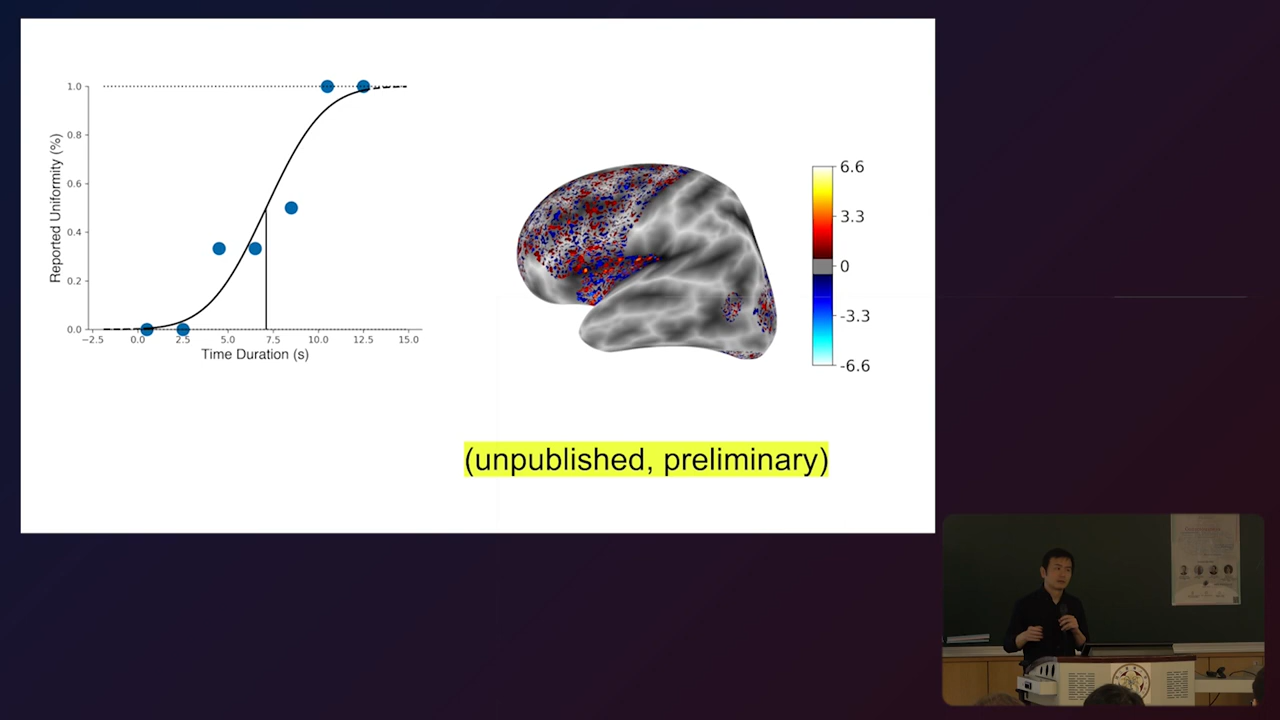 1.0
0.8
0.6
0.4
0.2
0.0
Reported Uniformity (%)
−2.5 0.0 2.5 5.0 7.5 10.0 12.5 15.0
Time Duration (s)
6.6
3.3
0
-3.3
-6.6
(unpublished, preliminary)